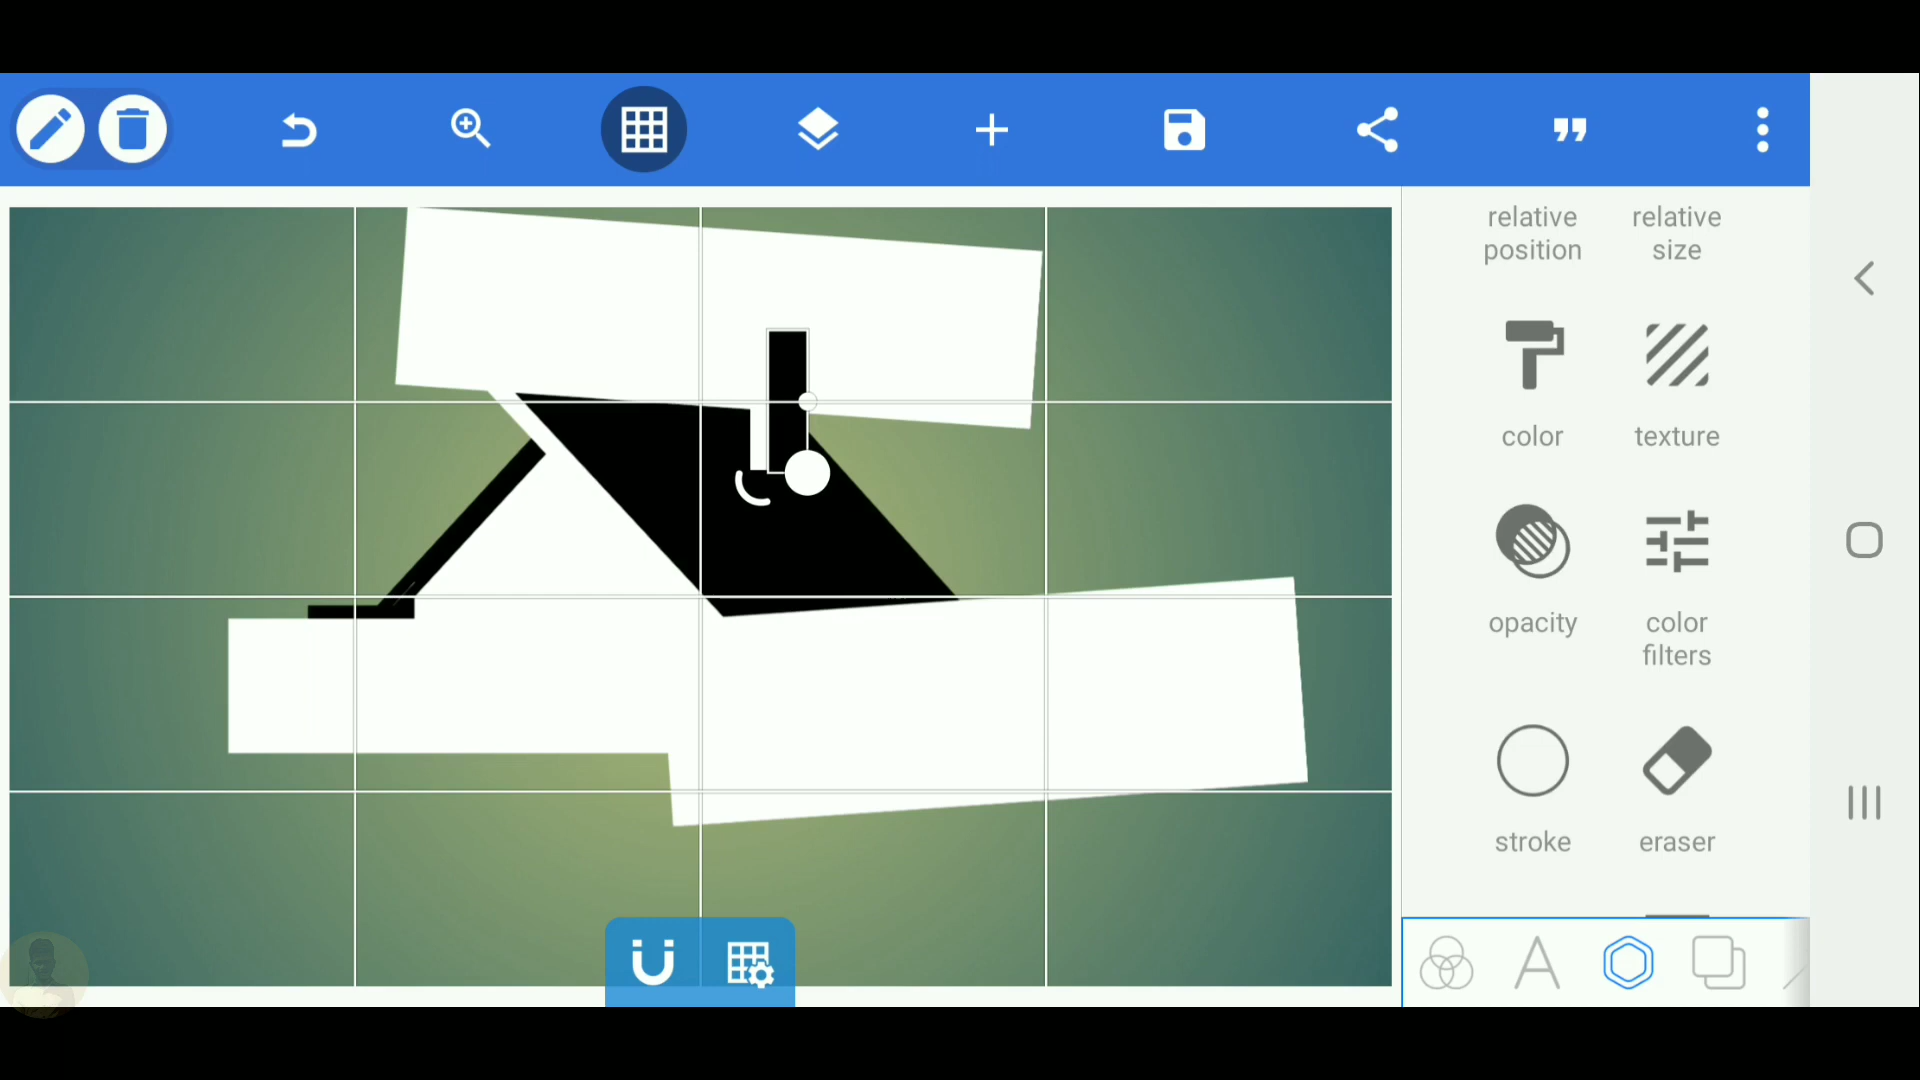 relative
position
relative
size
color
texture
opacity
color
filters
stroke
eraser